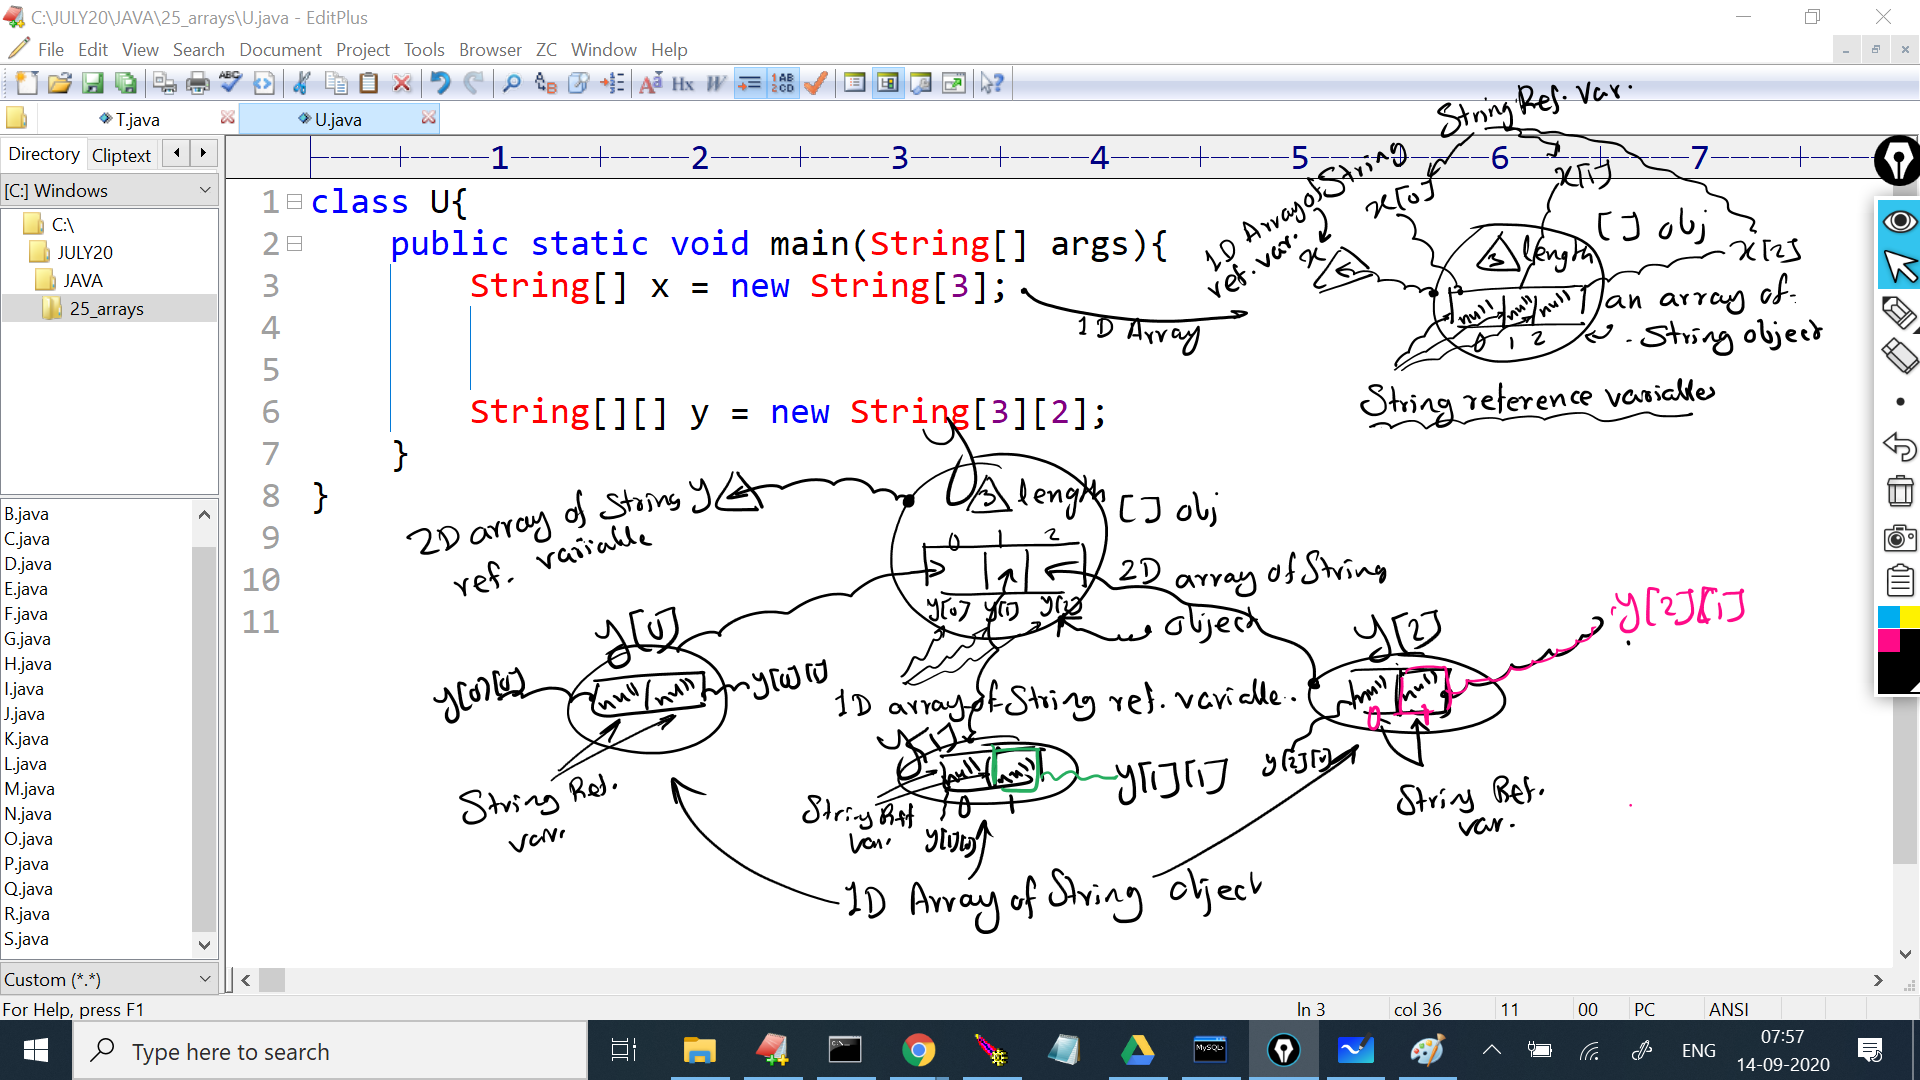 C:\JULY20\JAVA\25_arrays\U.java - EditPlus
File Edit View Search Document Project Tools Browser ZC Window Help
T.java U.java
Directory Cliptext
[C:] Windows
C:\
JULY20
JAVA
25_arrays
B.java
C.java
D.java
E.java
F.java
G.java
H.java
I.java
J.java
K.java
L.java
M.java
N.java
O.java
P.java
Q.java
R.java
S.java
Custom (*.*)
1 2 3 4 5 6 7
1 class U{
2 public static void main(String[] args){
3 String[] x = new String[3];
4
5
6 String[][] y = new String[3][2];
7 }
8 }
9
10
11
String Ref. Var.
1D Array of String
ref. var.
x
x[0]
x[1]
x[2]
[] obj
3 length
null null null
0 1 2
an array of
String object
String reference variables
1D Array
2D array of String y
ref. variable
y
3 length
[] obj
0 1 2
y[0] y[1] y[2]
2D array of String
object
1D array of String ref. variable
y[0]
y[0][0]
null null
y[0][1]
String Ref.
var.
y[1]
null null
0 1
y[1][1]
String Ref
var.
y[1][0]
y[2]
null null
0 1
y[2][1]
y[2][0]
String Ref.
var.
1D Array of String object
For Help, press F1
ln 3 col 36 11 00 PC ANSI
Type here to search
MySQL
ENG
07:57
14-09-2020